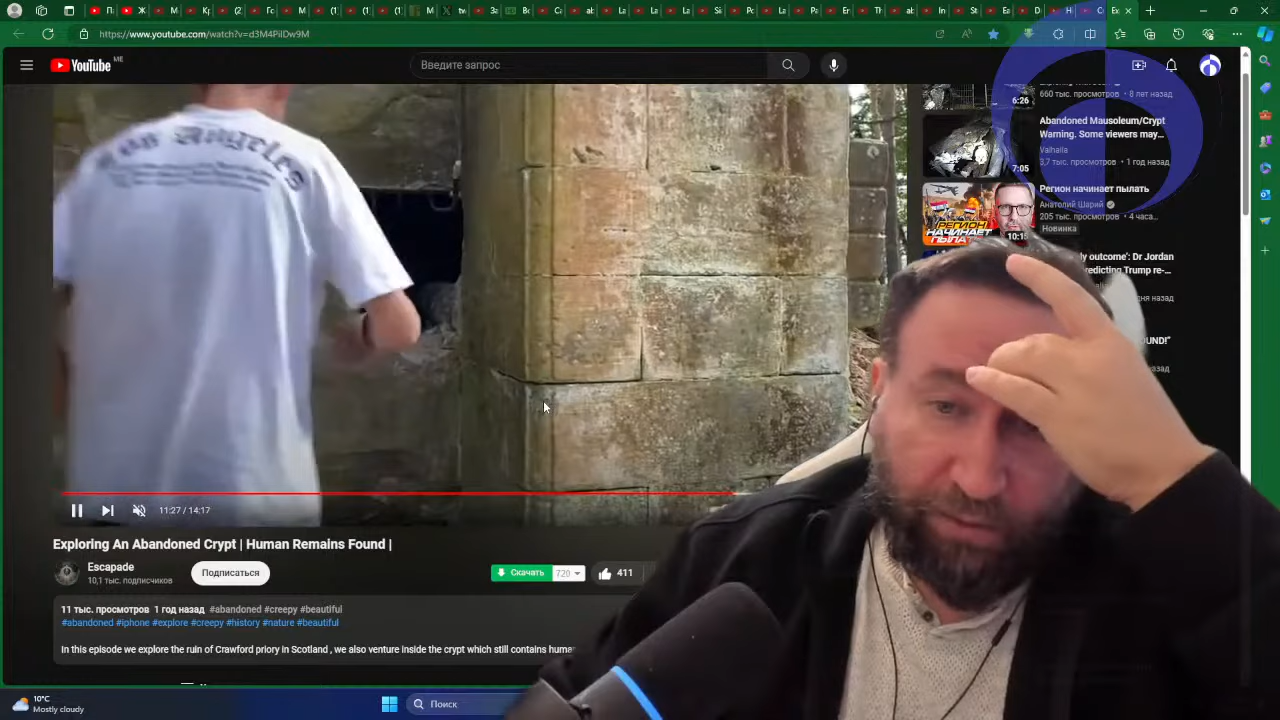 https://www.youtube.com/watch?v=d3M4PilDw9M
YouTube ME
Введите запрос
6:26
660 тыс. просмотров • 8 лет назад
Abandoned Mausoleum/Crypt
Warning. Some viewers may...
Valhalla
3,7 тыс. просмотров • 1 год назад
7:05
Регион начинает пылать
Анатолий Шарий
205 тыс. просмотров • 4 часа...
Новинка
РЕГИОН
НАЧИНАЕТ
ПЫЛАТЬ
10:15
outcome': Dr Jordan
redicting Trump re-...
Los Angeles
11:27 / 14:17
Exploring An Abandoned Crypt | Human Remains Found |
Escapade
10,1 тыс. подписчиков
Подписаться
Скачать 720
411
11 тыс. просмотров 1 год назад #abandoned #creepy #beautiful
#abandoned #iphone #explore #creepy #history #nature #beautiful
In this episode we explore the ruin of Crawford priory in Scotland , we also venture inside the crypt which still contains
10°C
Mostly cloudy
Поиск